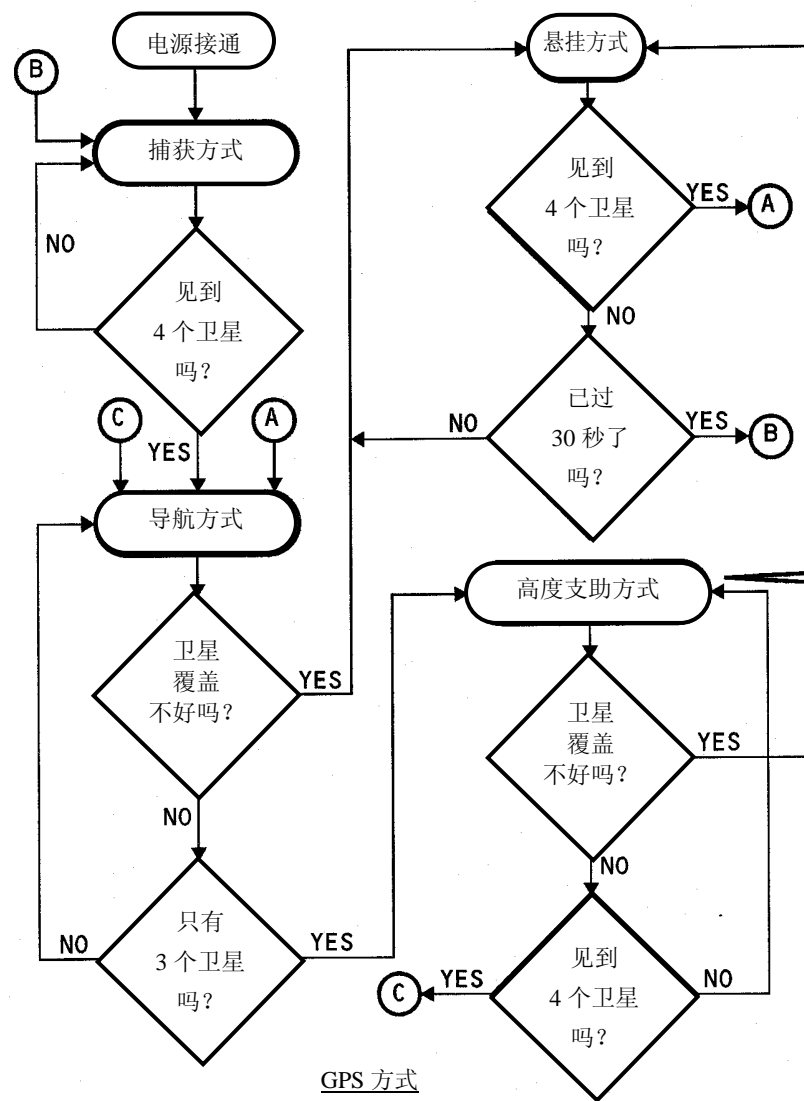 电源接通
B
捕获方式
NO
见到
4 个卫星
吗？
C
A
YES
导航方式
卫星
覆盖
不好吗？
YES
NO
只有
3 个卫星
吗？
NO
YES
悬挂方式
见到
4 个卫星
吗？
YES
A
NO
已过
30 秒了
吗？
NO
YES
B
高度支助方式
卫星
覆盖
不好吗？
YES
NO
见到
4 个卫星
吗？
YES
C
NO
GPS 方式